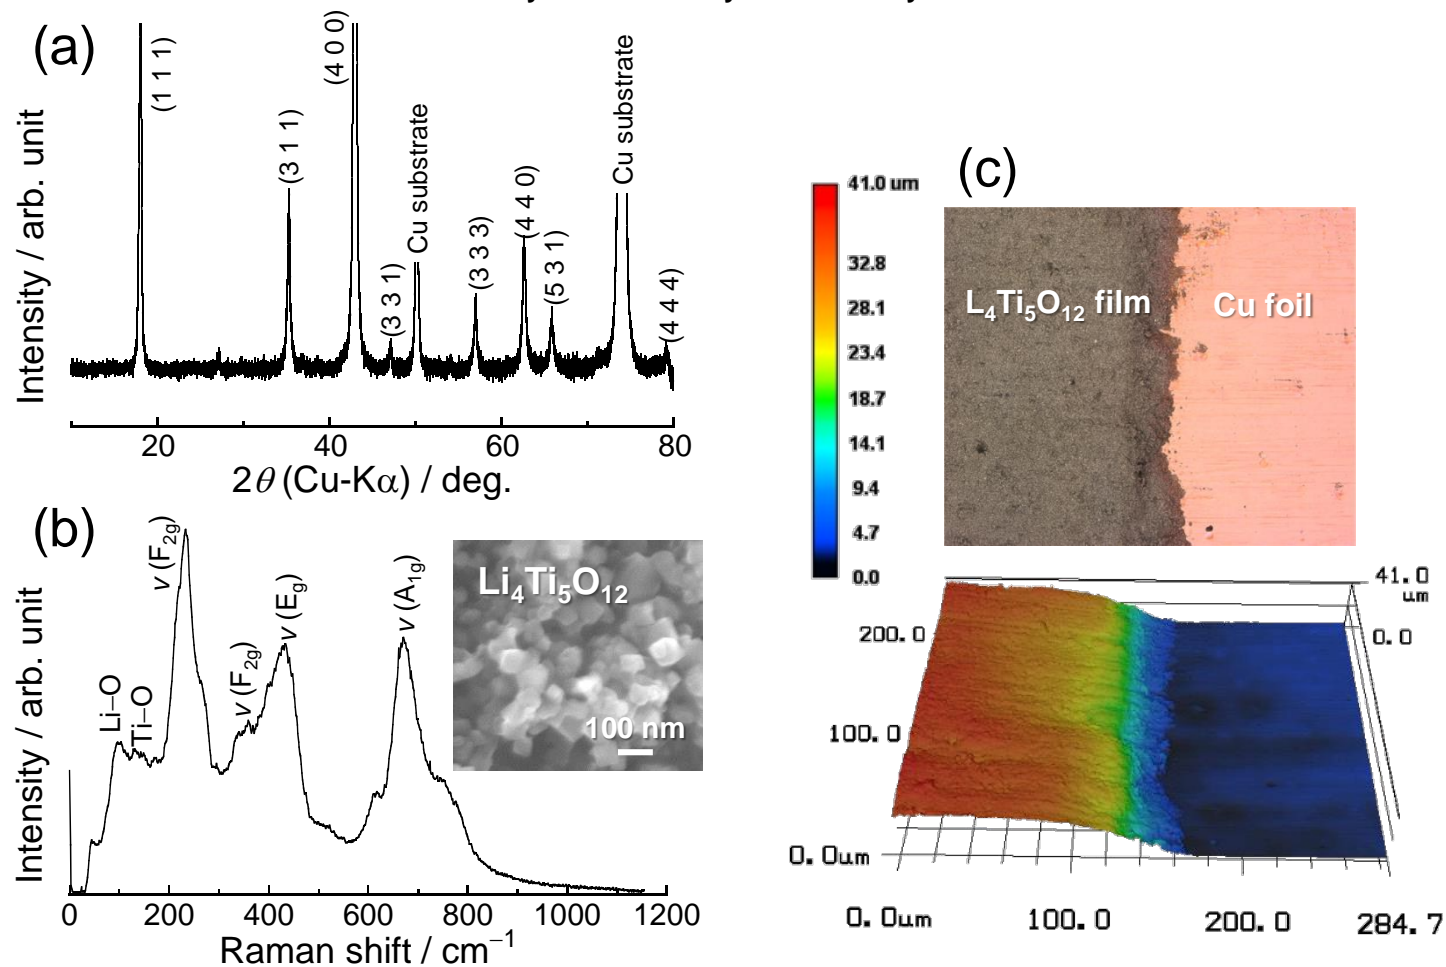 (a)
Intensity / arb. unit
(1 1 1)
(3 1 1)
(4 0 0)
(3 3 1)
Cu substrate
(3 3 3)
(4 4 0)
(5 3 1)
Cu substrate
(4 4 4)
20 40 60 80
2θ (Cu-Kα) / deg.
(b)
Intensity / arb. unit
Li–O
Ti–O
ν (F2g)
ν (F2g)
ν (Eg)
ν (A1g)
Li4Ti5O12
100 nm
0 200 400 600 800 1000 1200
Raman shift / cm−1
(c)
41.0 um
32.8
28.1
23.4
18.7
14.1
9.4
4.7
0.0
L4Ti5O12 film
Cu foil
41.0
um
0.0
200.0
100.0
0.0um
0.0um 100.0 200.0 284.7